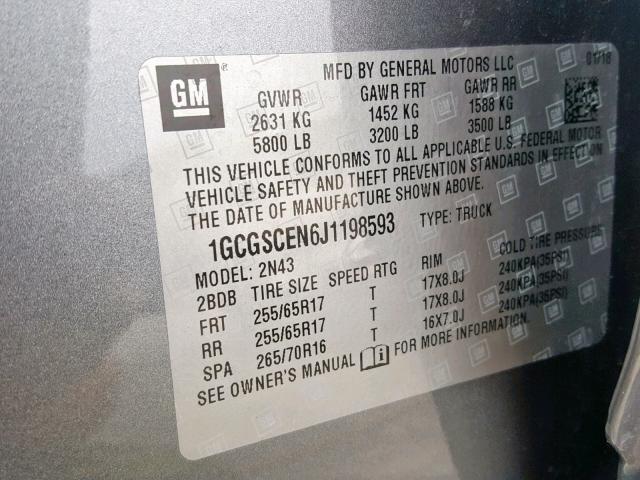 GM®
MFD BY GENERAL MOTORS LLC 01/18
GVWR GAWR FRT GAWR RR
2631 KG 1452 KG 1588 KG
5800 LB 3200 LB 3500 LB
THIS VEHICLE CONFORMS TO ALL APPLICABLE U.S. FEDERAL MOTOR
VEHICLE SAFETY AND THEFT PREVENTION STANDARDS IN EFFECT ON
THE DATE OF MANUFACTURE SHOWN ABOVE.
1GCGSCEN6J1198593 TYPE: TRUCK
MODEL: 2N43 COLD TIRE PRESSURE
2BDB TIRE SIZE SPEED RTG RIM
FRT 255/65R17 T 17X8.0J 240KPA(35PSI)
RR 255/65R17 T 17X8.0J 240KPA(35PSI)
SPA 265/70R16 T 16X7.0J 240KPA(35PSI)
SEE OWNER'S MANUAL FOR MORE INFORMATION.